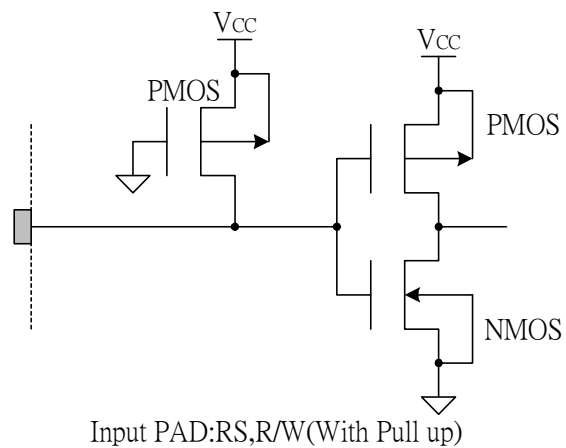 VCC
VCC
PMOS
PMOS
NMOS
Input PAD:RS,R/W(With Pull up)